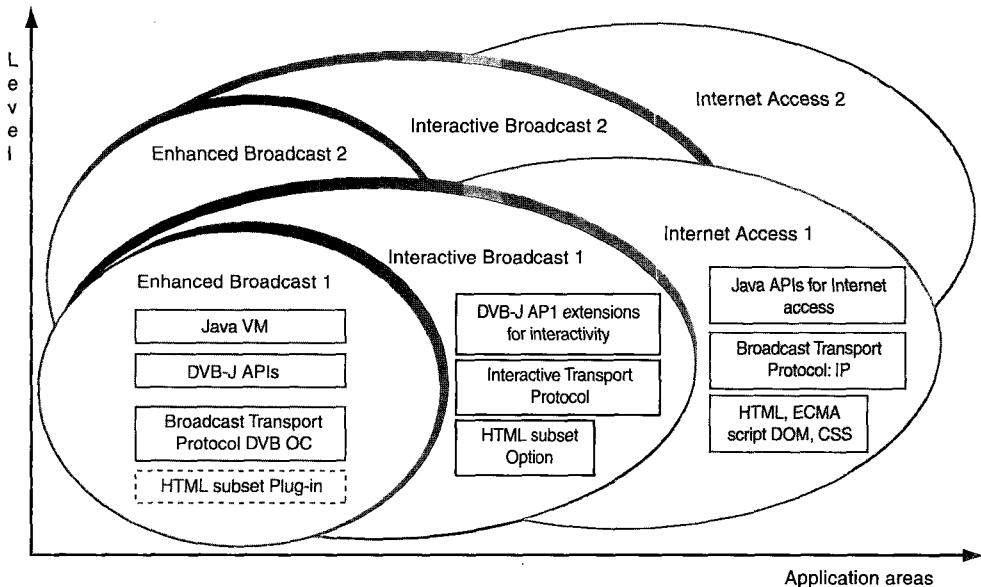 Level
Internet Access 2
Interactive Broadcast 2
Enhanced Broadcast 2
Internet Access 1
Interactive Broadcast 1
Enhanced Broadcast 1
Java VM
DVB-J APIs
Broadcast Transport
Protocol DVB OC
HTML subset Plug-in
DVB-J AP1 extensions
for interactivity
Interactive Transport
Protocol
HTML subset
Option
Java APIs for Internet
access
Broadcast Transport
Protocol: IP
HTML, ECMA
script DOM, CSS
Application areas